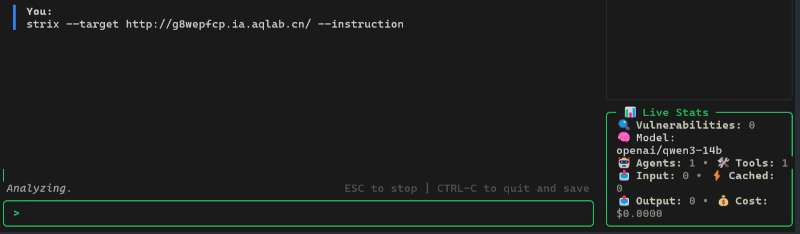 You:
strix --target http://g8wepfcp.ia.aqlab.cn/ --instruction
Analyzing.
ESC to stop | CTRL-C to quit and save
>
Live Stats
Vulnerabilities: 0
Model:
openai/qwen3-14b
Agents: 1 • Tools: 1
Input: 0 • Cached:
0
Output: 0 • Cost:
$0.0000